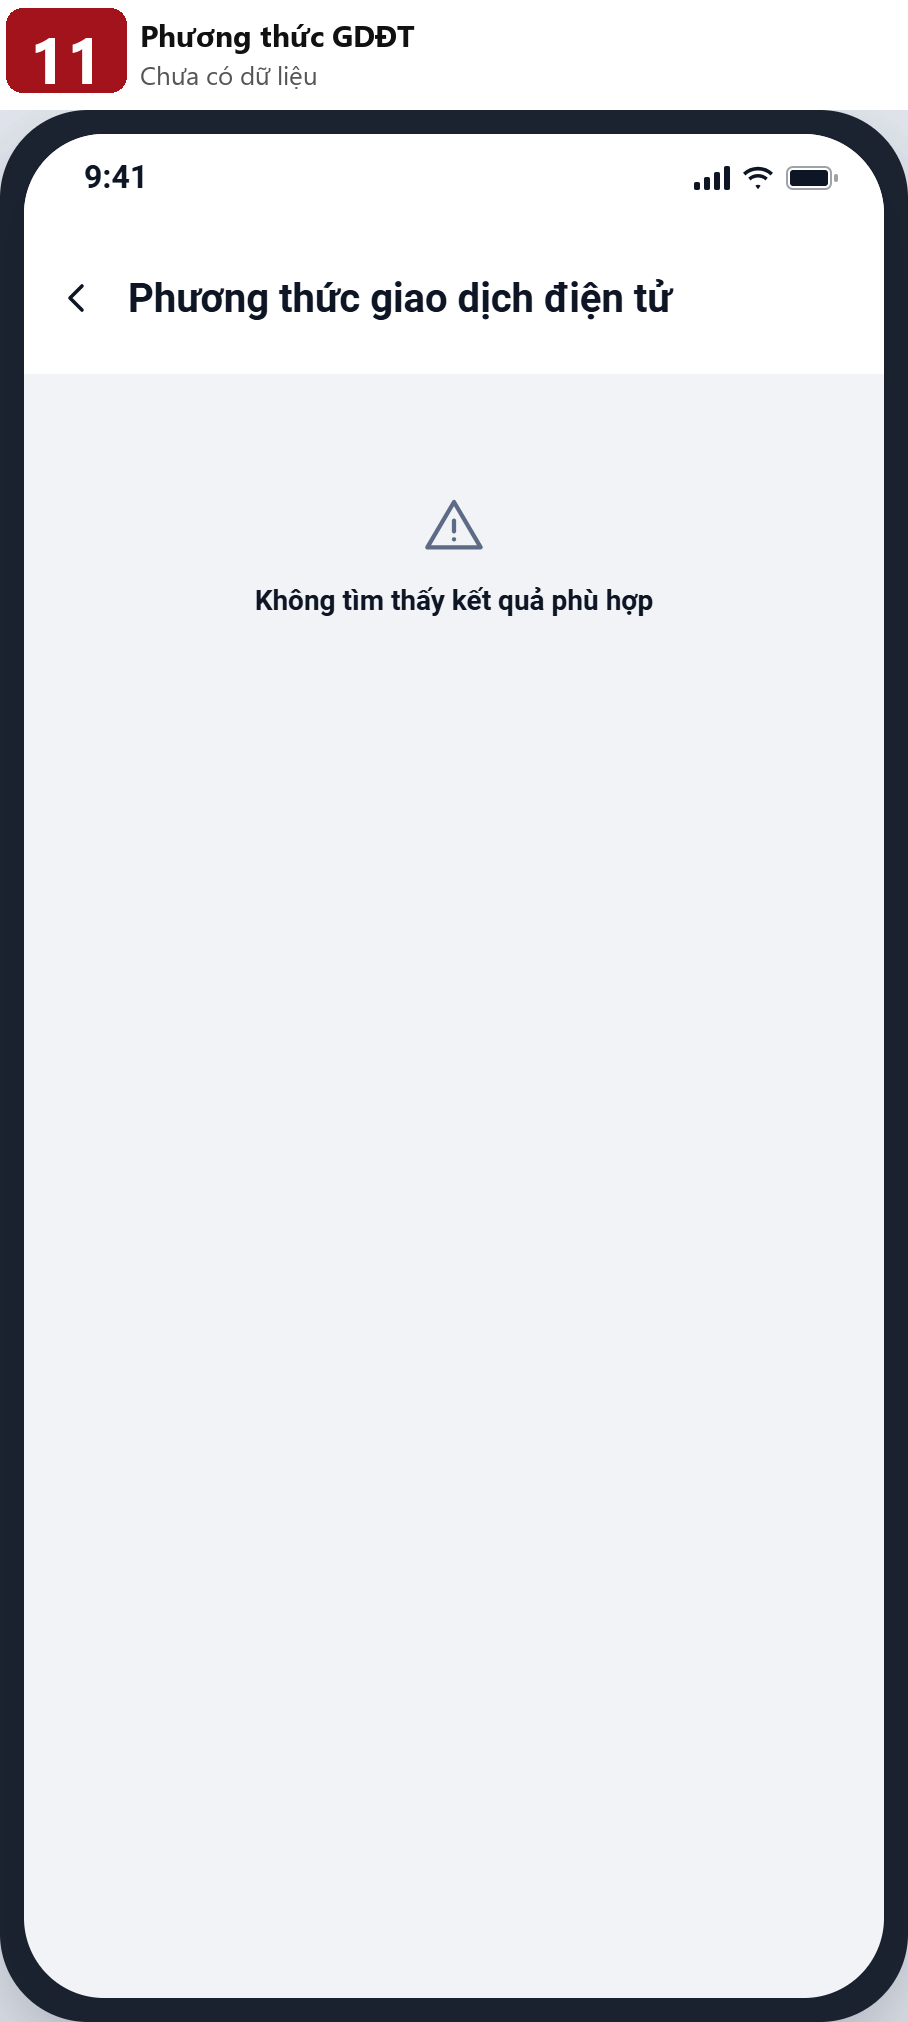 11
Phương thức GDĐT
Chưa có dữ liệu
9:41
Phương thức giao dịch điện tử
Không tìm thấy kết quả phù hợp